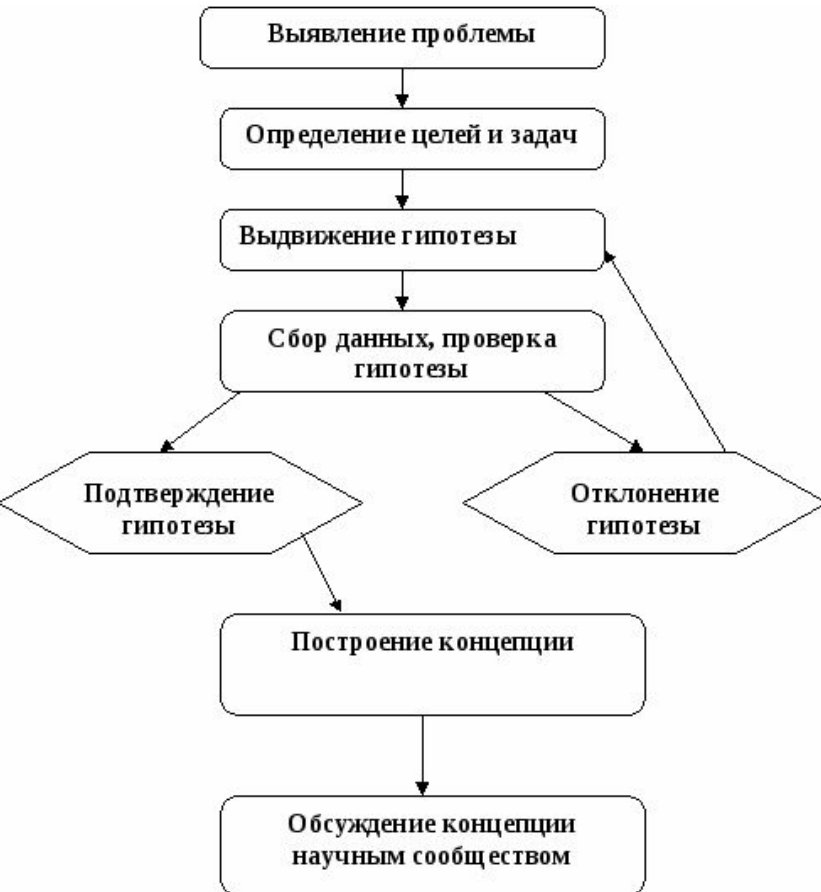 Выявление проблемы
Определение целей и задач
Выдвижение гипотезы
Сбор данных, проверка
гипотезы
Подтверждение
гипотезы
Отклонение
гипотезы
Построение концепции
Обсуждение концепции
научным сообществом